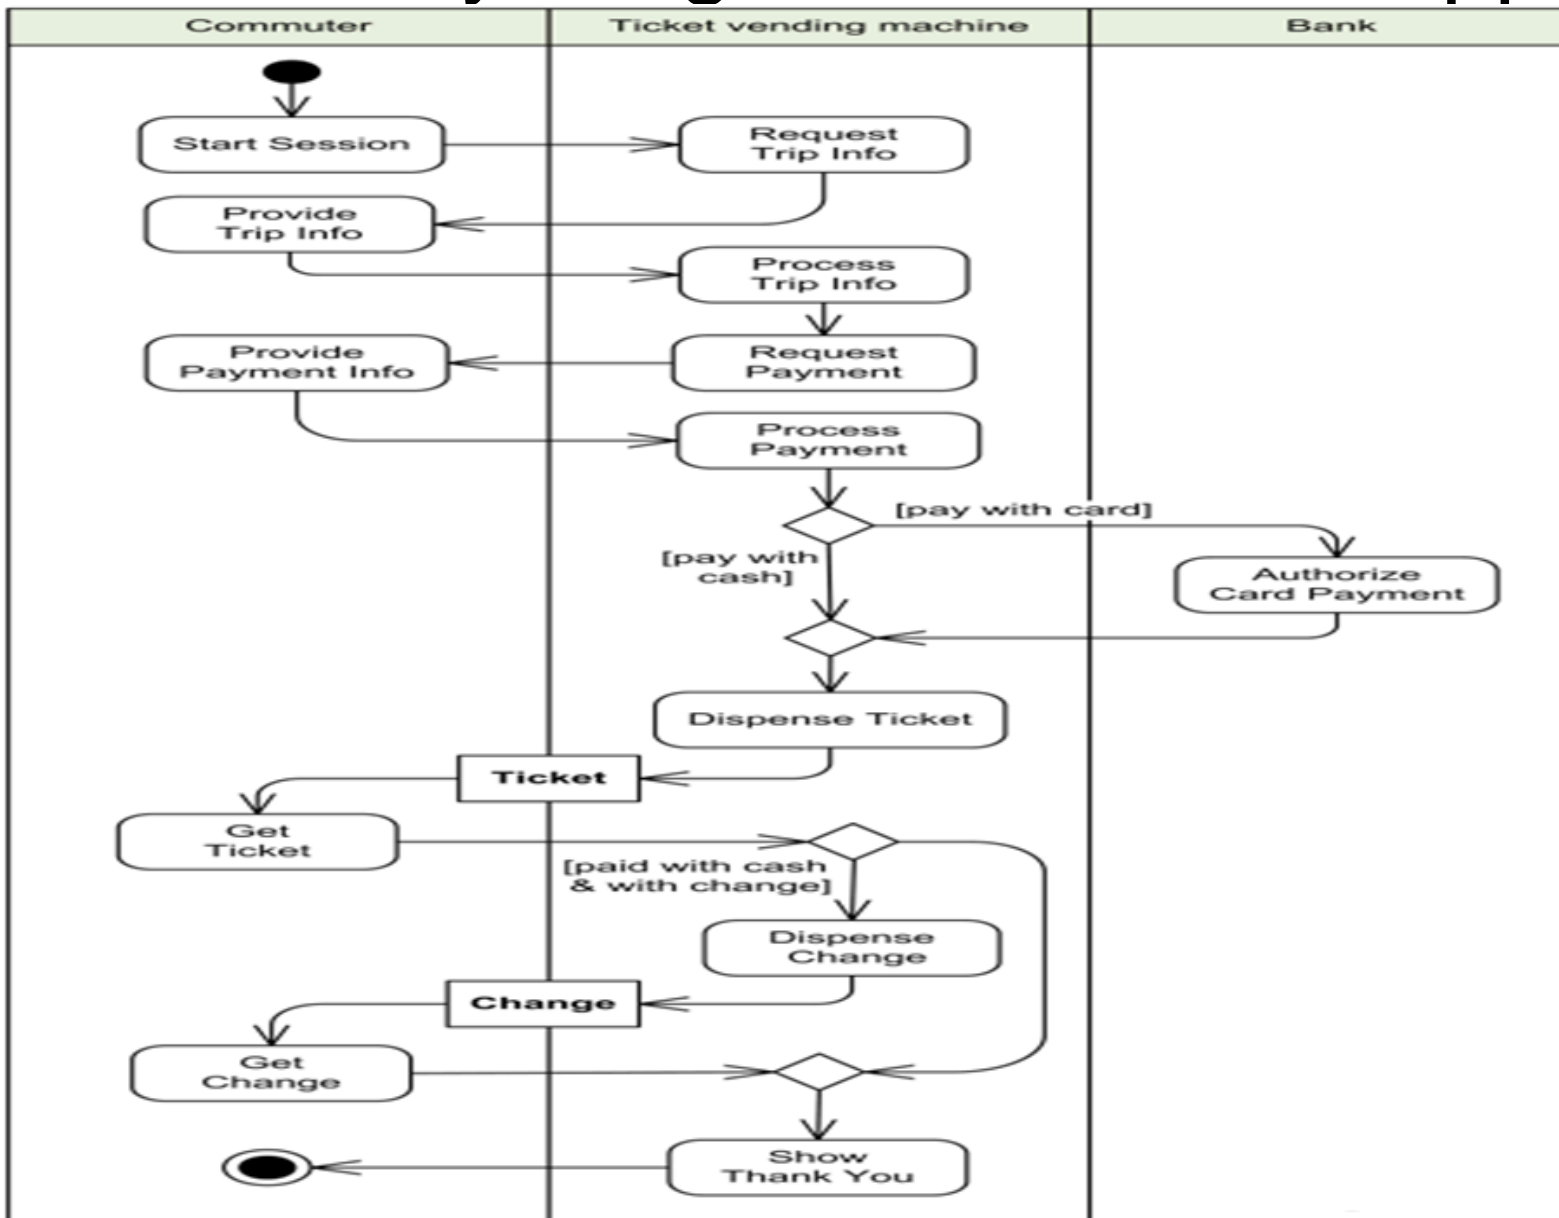 Commuter
Ticket vending machine
Bank
Start Session
Request
Trip Info
Provide
Trip Info
Process
Trip Info
Provide
Payment Info
Request
Payment
Process
Payment
[pay with card]
[pay with
cash]
Authorize
Card Payment
Dispense Ticket
Ticket
Get
Ticket
[paid with cash
& with change]
Dispense
Change
Change
Get
Change
Show
Thank You